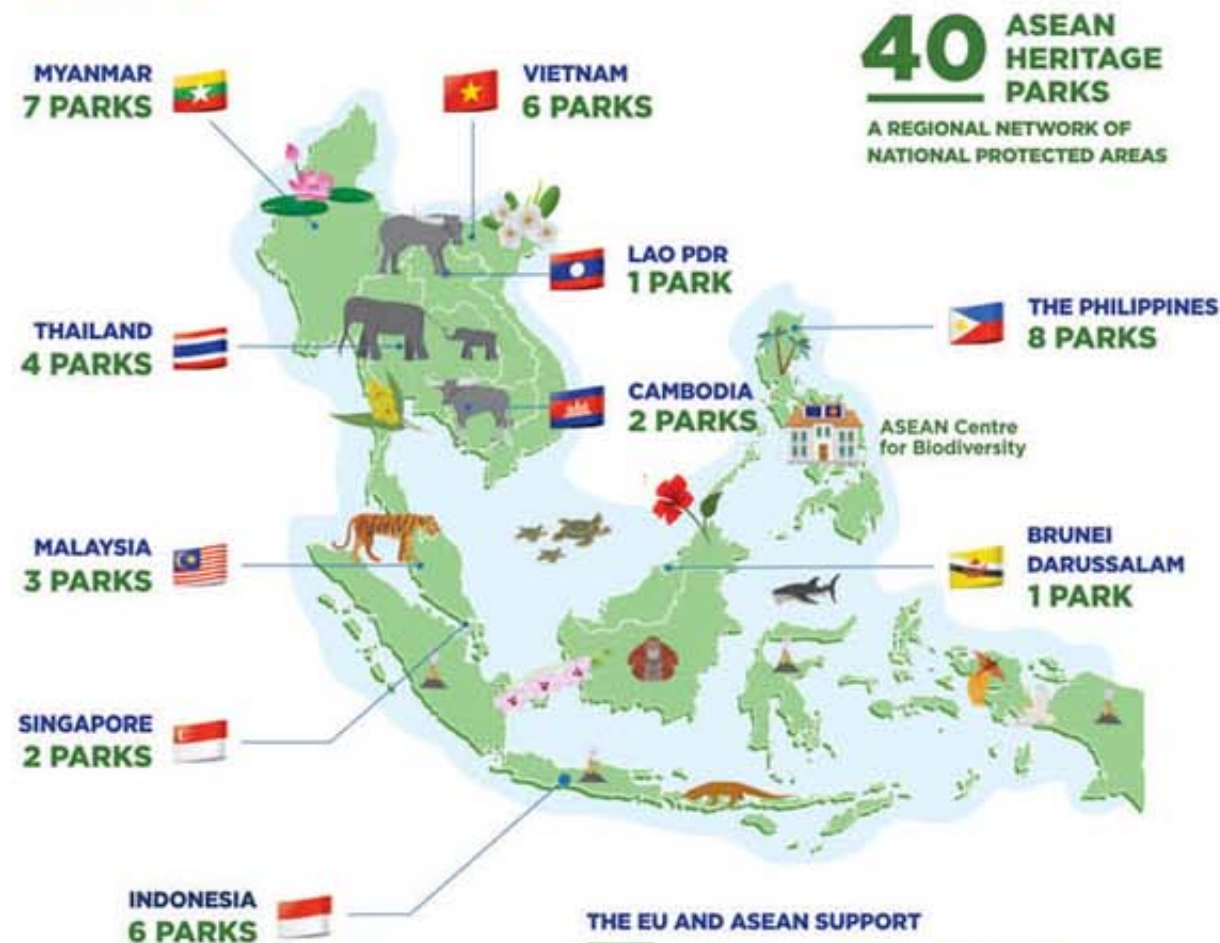 40
ASEAN
HERITAGE
PARKS
A REGIONAL NETWORK OF
NATIONAL PROTECTED AREAS
MYANMAR
7 PARKS
VIETNAM
6 PARKS
LAO PDR
1 PARK
THAILAND
4 PARKS
THE PHILIPPINES
8 PARKS
CAMBODIA
2 PARKS
ASEAN Centre
for Biodiversity
MALAYSIA
3 PARKS
BRUNEI
DARUSSALAM
1 PARK
SINGAPORE
2 PARKS
INDONESIA
6 PARKS
THE EU AND ASEAN SUPPORT